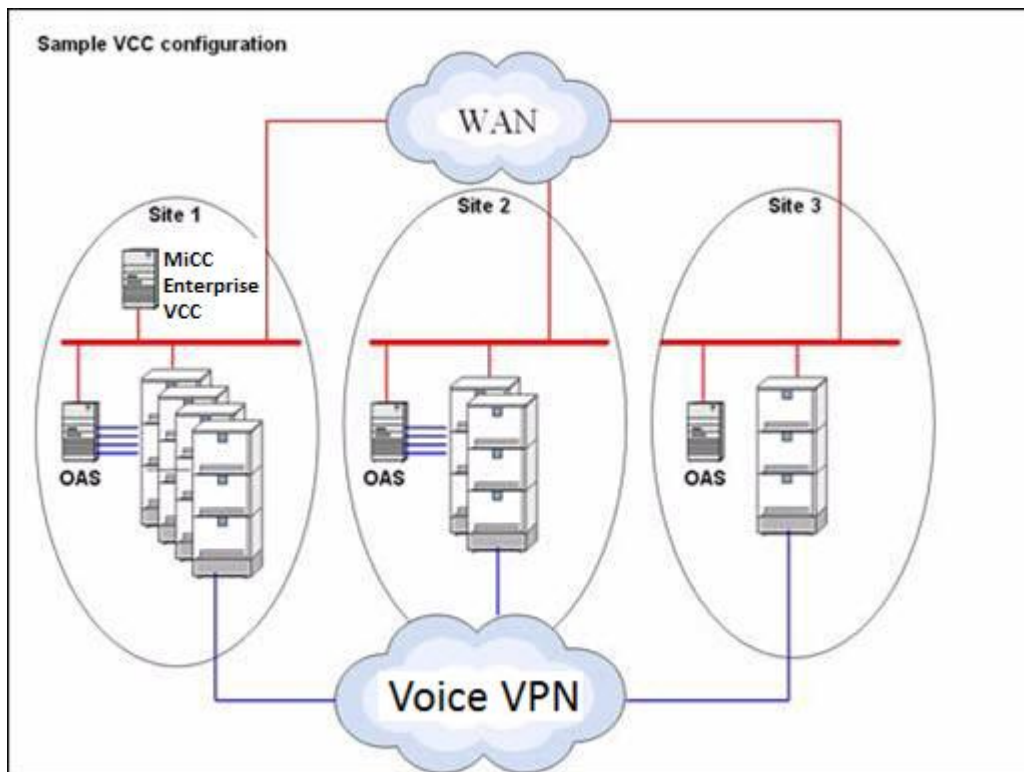 Sample VCC configuration
WAN
Site 1
Site 2
Site 3
MiCC
Enterprise
VCC
OAS
OAS
OAS
Voice VPN